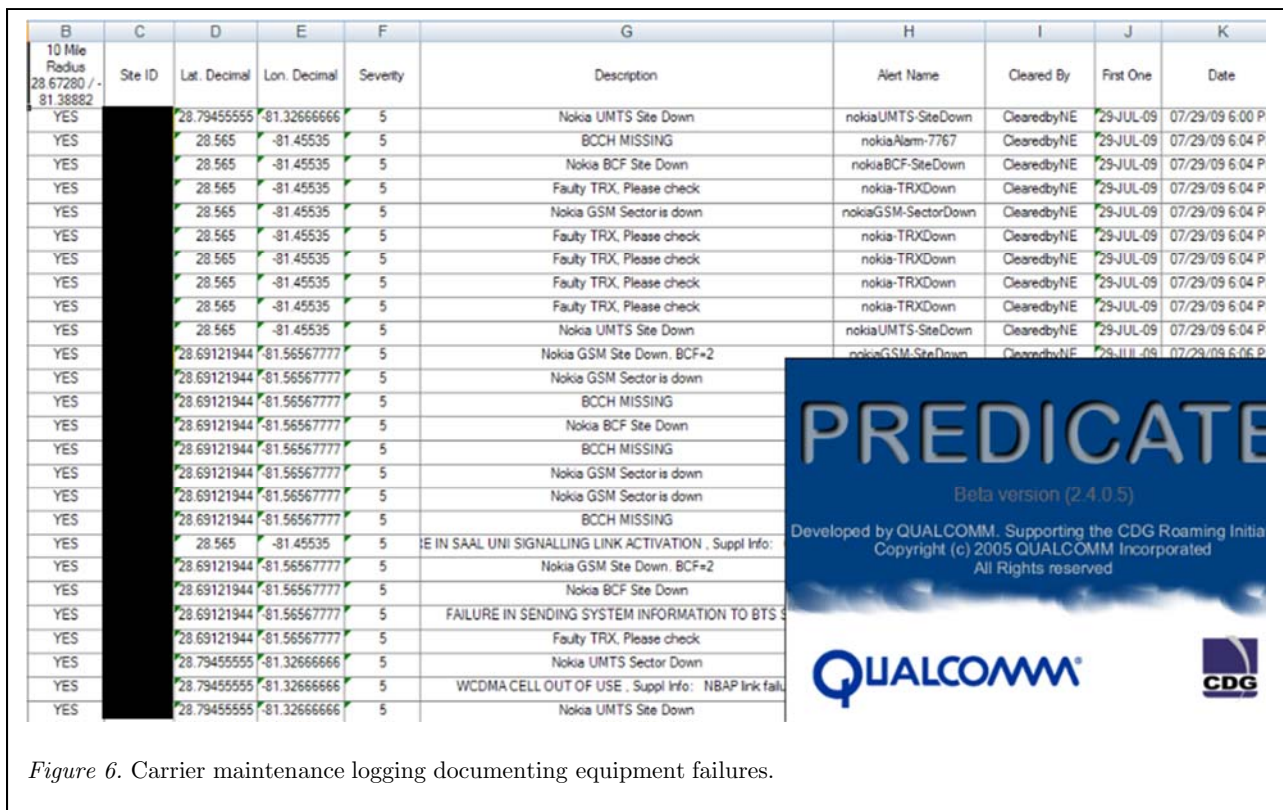 B C D E F G H I J K
10 Mile Radius 28.67280 / - 81.38882 Site ID Lat. Decimal Lon. Decimal Severity Description Alert Name Cleared By First One Date
YES 28.79455555 -81.32666666 5 Nokia UMTS Site Down nokiaUMTS-SiteDown ClearedbyNE 29-JUL-09 07/29/09 6:00 P
YES 28.565 -81.45535 5 BCCH MISSING nokiaAlarm-7767 ClearedbyNE 29-JUL-09 07/29/09 6:04 P
YES 28.565 -81.45535 5 Nokia BCF Site Down nokiaBCF-SiteDown ClearedbyNE 29-JUL-09 07/29/09 6:04 P
YES 28.565 -81.45535 5 Faulty TRX, Please check nokia-TRXDown ClearedbyNE 29-JUL-09 07/29/09 6:04 P
YES 28.565 -81.45535 5 Nokia GSM Sector is down nokiaGSM-SectorDown ClearedbyNE 29-JUL-09 07/29/09 6:04 P
YES 28.565 -81.45535 5 Faulty TRX, Please check nokia-TRXDown ClearedbyNE 29-JUL-09 07/29/09 6:04 P
YES 28.565 -81.45535 5 Faulty TRX, Please check nokia-TRXDown ClearedbyNE 29-JUL-09 07/29/09 6:04 P
YES 28.565 -81.45535 5 Faulty TRX, Please check nokia-TRXDown ClearedbyNE 29-JUL-09 07/29/09 6:04 P
YES 28.565 -81.45535 5 Faulty TRX, Please check nokia-TRXDown ClearedbyNE 29-JUL-09 07/29/09 6:04 P
YES 28.565 -81.45535 5 Nokia UMTS Site Down nokiaUMTS-SiteDown ClearedbyNE 29-JUL-09 07/29/09 6:04 P
YES 28.69121944 -81.56567777 5 Nokia GSM Site Down. BCF=2 nokiaGSM-SiteDown ClearedbyNE 29-JUL-09 07/29/09 6:06 P
YES 28.69121944 -81.56567777 5 Nokia GSM Sector is down
YES 28.69121944 -81.56567777 5 BCCH MISSING
YES 28.69121944 -81.56567777 5 Nokia BCF Site Down
YES 28.69121944 -81.56567777 5 BCCH MISSING
YES 28.69121944 -81.56567777 5 Nokia GSM Sector is down
YES 28.69121944 -81.56567777 5 Nokia GSM Sector is down
YES 28.69121944 -81.56567777 5 BCCH MISSING
YES 28.565 -81.45535 5 RE IN SAAL UNI SIGNALLING LINK ACTIVATION , Suppl Info:
YES 28.69121944 -81.56567777 5 Nokia GSM Site Down. BCF=2
YES 28.69121944 -81.56567777 5 Nokia BCF Site Down
YES 28.69121944 -81.56567777 5 FAILURE IN SENDING SYSTEM INFORMATION TO BTS S
YES 28.69121944 -81.56567777 5 Faulty TRX, Please check
YES 28.79455555 -81.32666666 5 Nokia UMTS Sector Down
YES 28.79455555 -81.32666666 5 WCDMA CELL OUT OF USE , Suppl Info: NBAP link failu
YES 28.79455555 -81.32666666 5 Nokia UMTS Site Down
PREDICATE
Beta version (2.4.0.5)
Developed by QUALCOMM. Supporting the CDG Roaming Initia
Copyright (c) 2005 QUALCOMM Incorporated
All Rights reserved
QUALCOMM
CDG
Figure 6. Carrier maintenance logging documenting equipment failures.